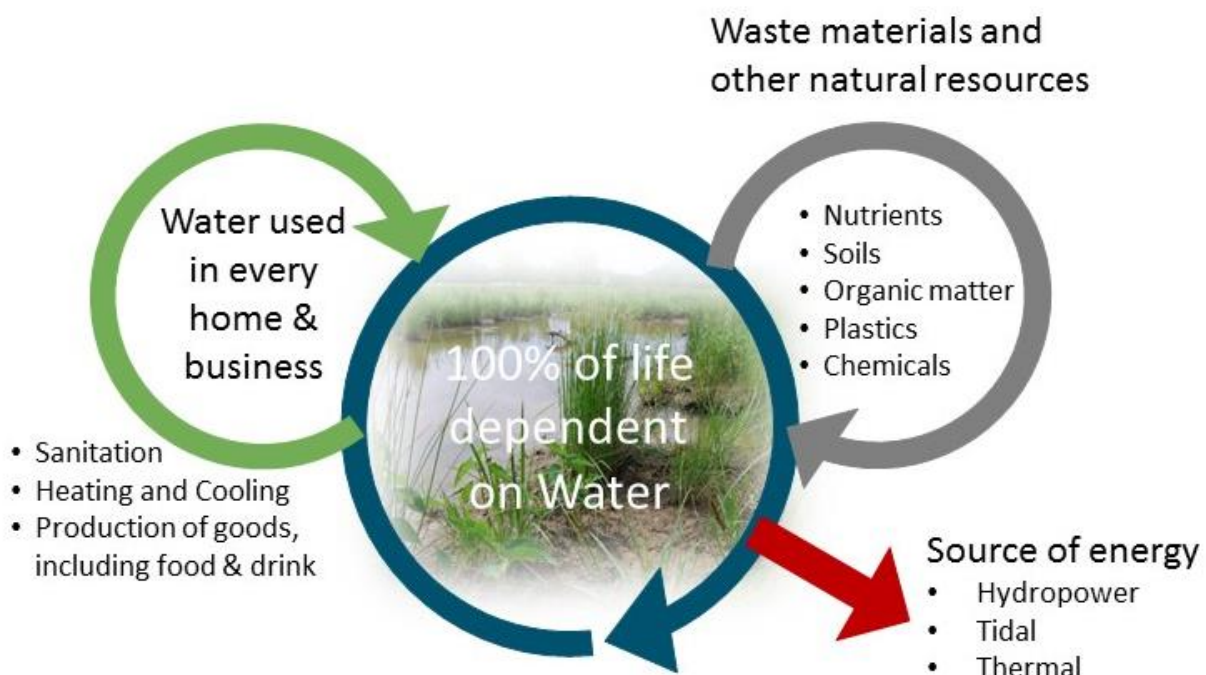 Waste materials and
other natural resources
Water used
in every
home &
business
• Nutrients
• Soils
• Organic matter
• Plastics
• Chemicals
100% of life
dependent
on Water
• Sanitation
• Heating and Cooling
• Production of goods,
including food & drink
Source of energy
• Hydropower
• Tidal
• Thermal